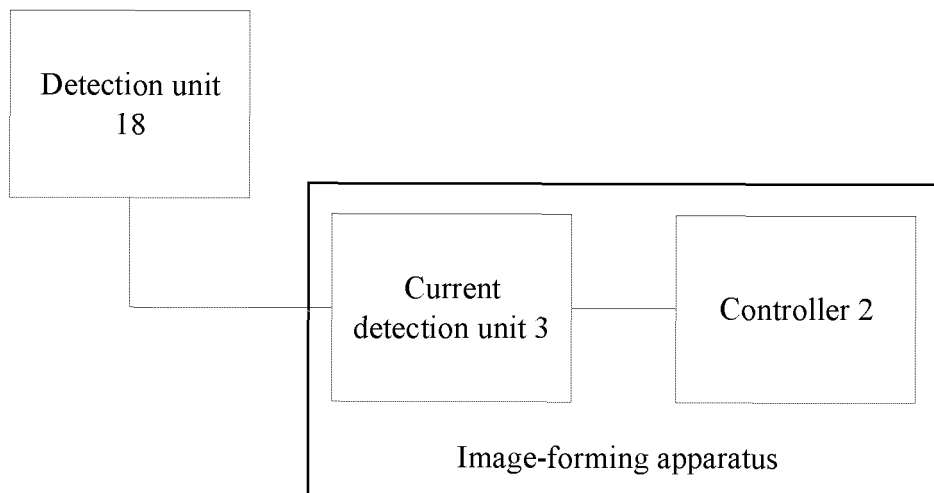 Detection unit
18
Current
detection unit 3
Controller 2
Image-forming apparatus